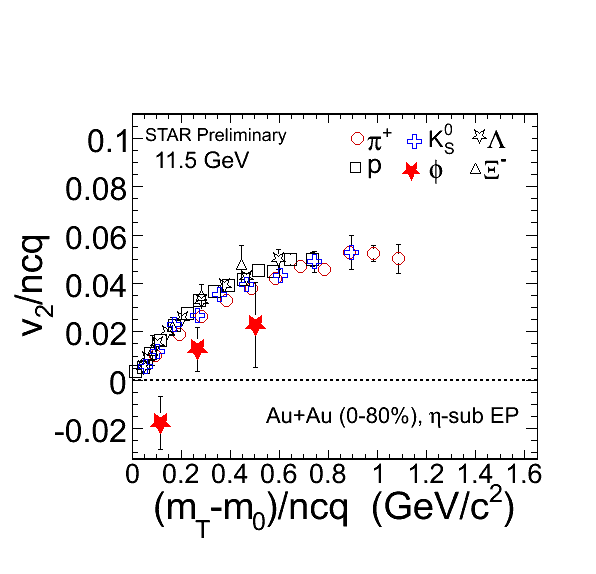 STAR Preliminary
11.5 GeV
π⁺ K⁰S Λ
p ϕ Ξ⁻
0.1
0.08
0.06
0.04
0.02
0
-0.02
v₂/ncq
Au+Au (0-80%), η-sub EP
0 0.2 0.4 0.6 0.8 1 1.2 1.4 1.6
(mT-m₀)/ncq (GeV/c²)